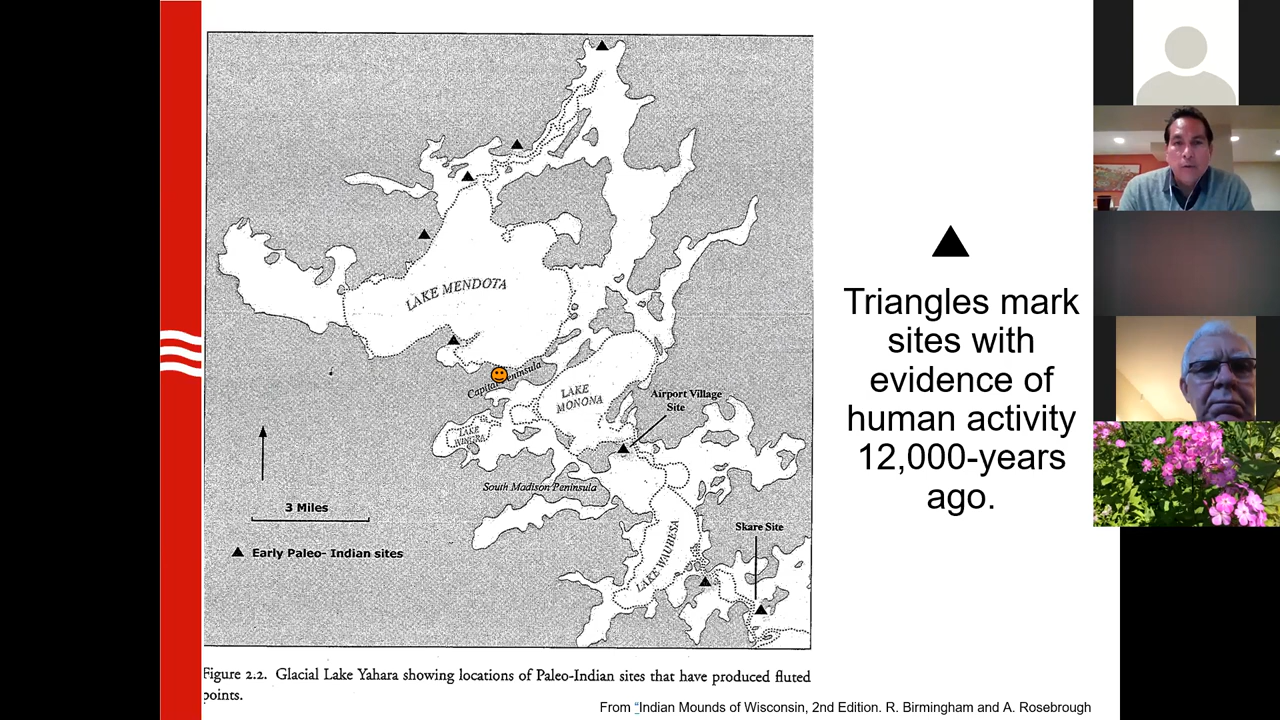 LAKE MENDOTA
Capital Peninsula
LAKE
MONONA
Airport Village
Site
LAKE
WINGRA
South Madison Peninsula
3 Miles
Skare Site
LAKE WAUBESA
Early Paleo- Indian sites
Figure 2.2. Glacial Lake Yahara showing locations of Paleo-Indian sites that have produced fluted
points.
Triangles mark
sites with
evidence of
human activity
12,000-years
ago.
From “Indian Mounds of Wisconsin, 2nd Edition. R. Birmingham and A. Rosebrough